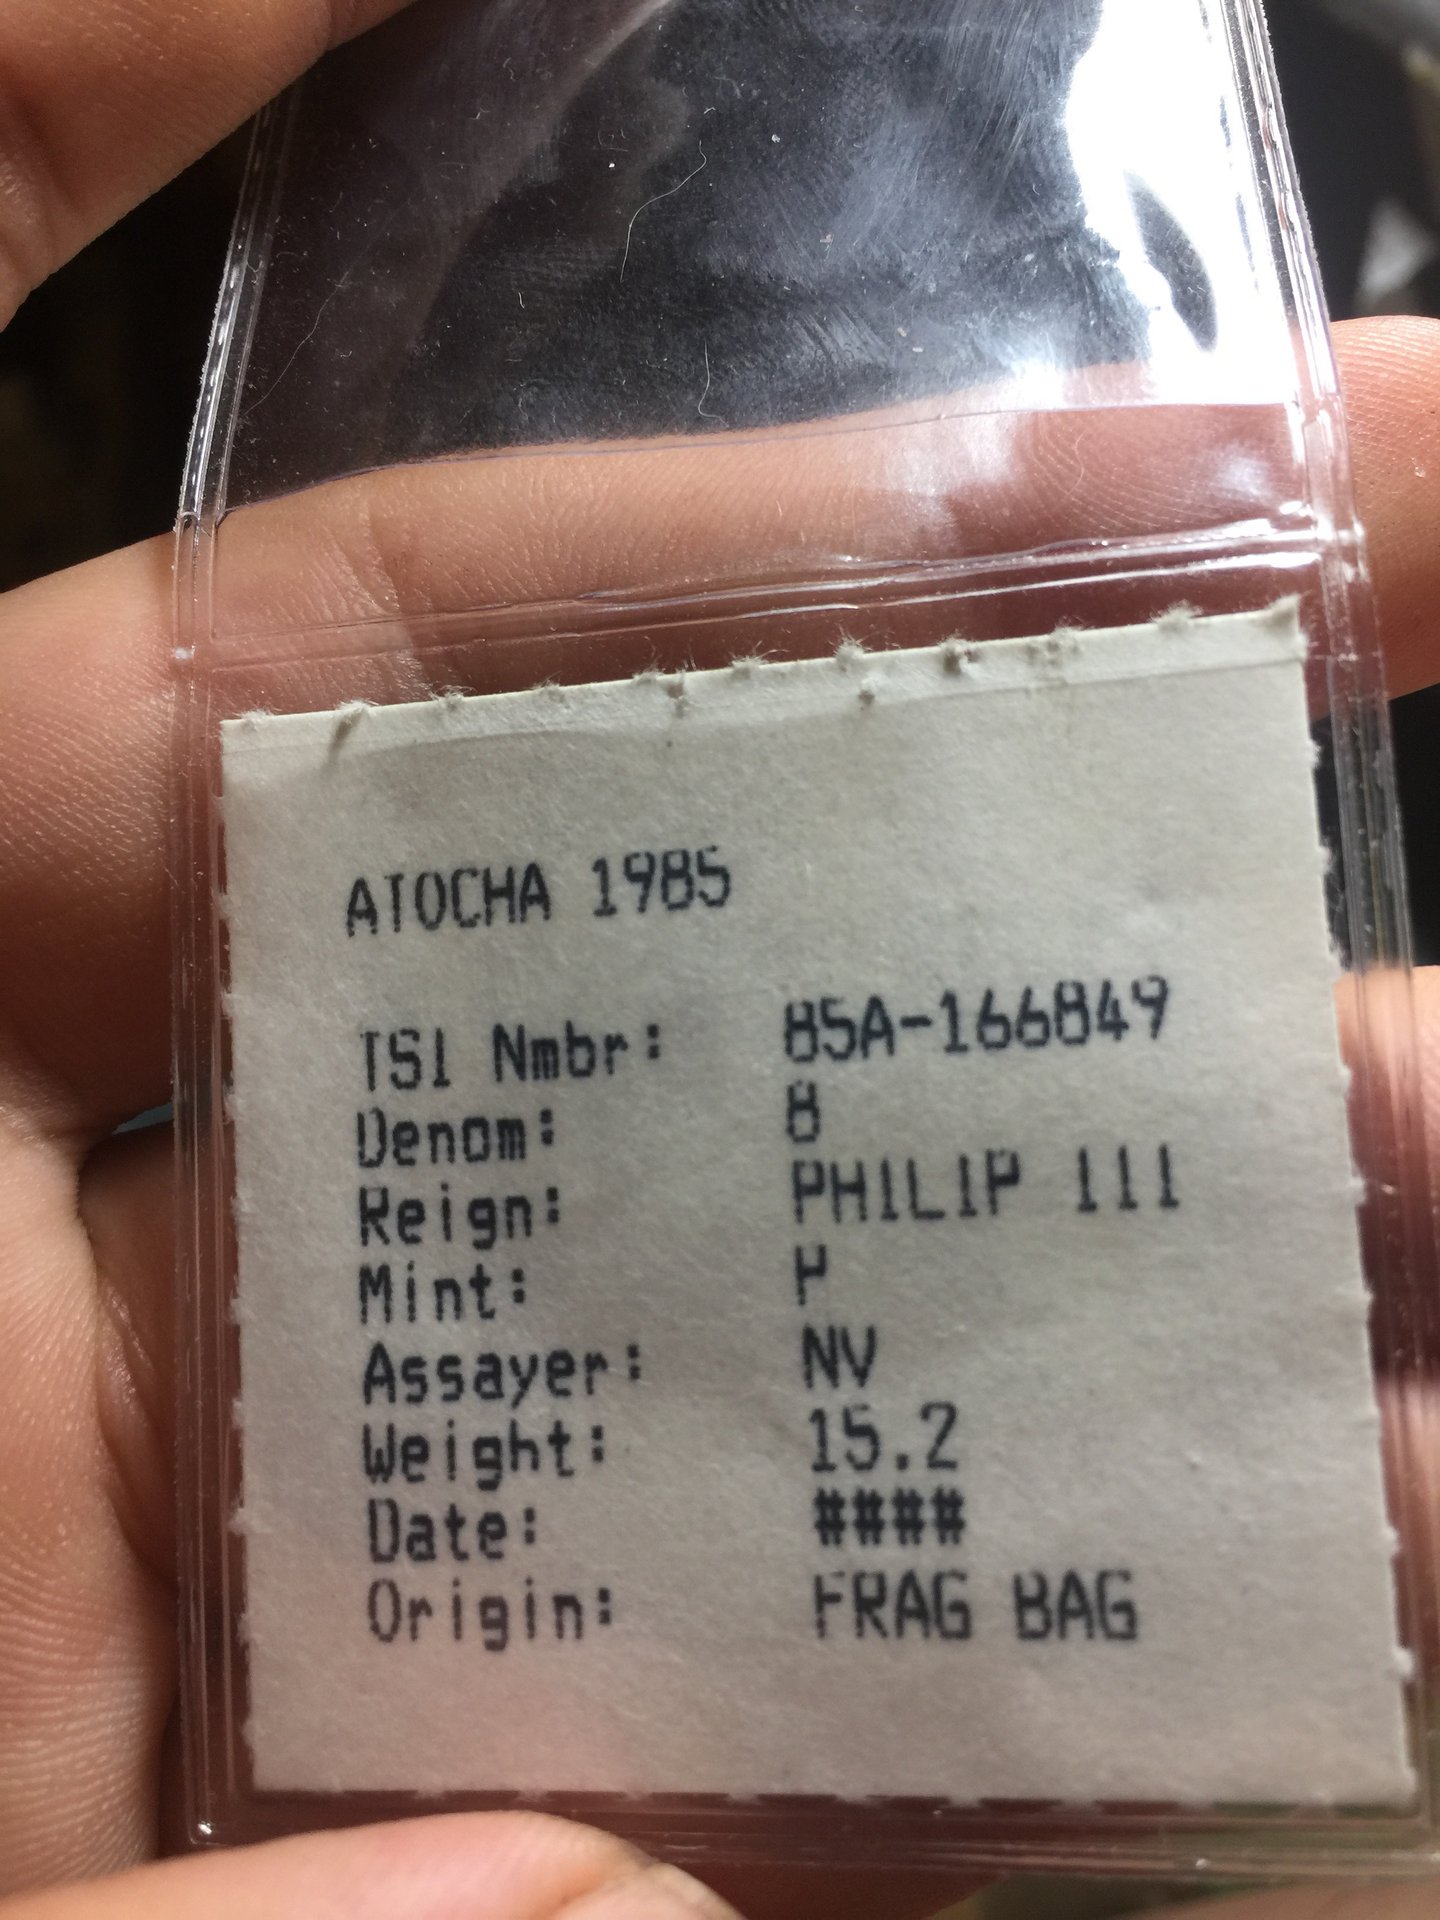 ATOCHA 1985
TSI Nmbr: 85A-166849
Denom: 8
Reign: PHILIP III
Mint: P
Assayer: NV
Weight: 15.2
Date: ####
Origin: FRAG BAG